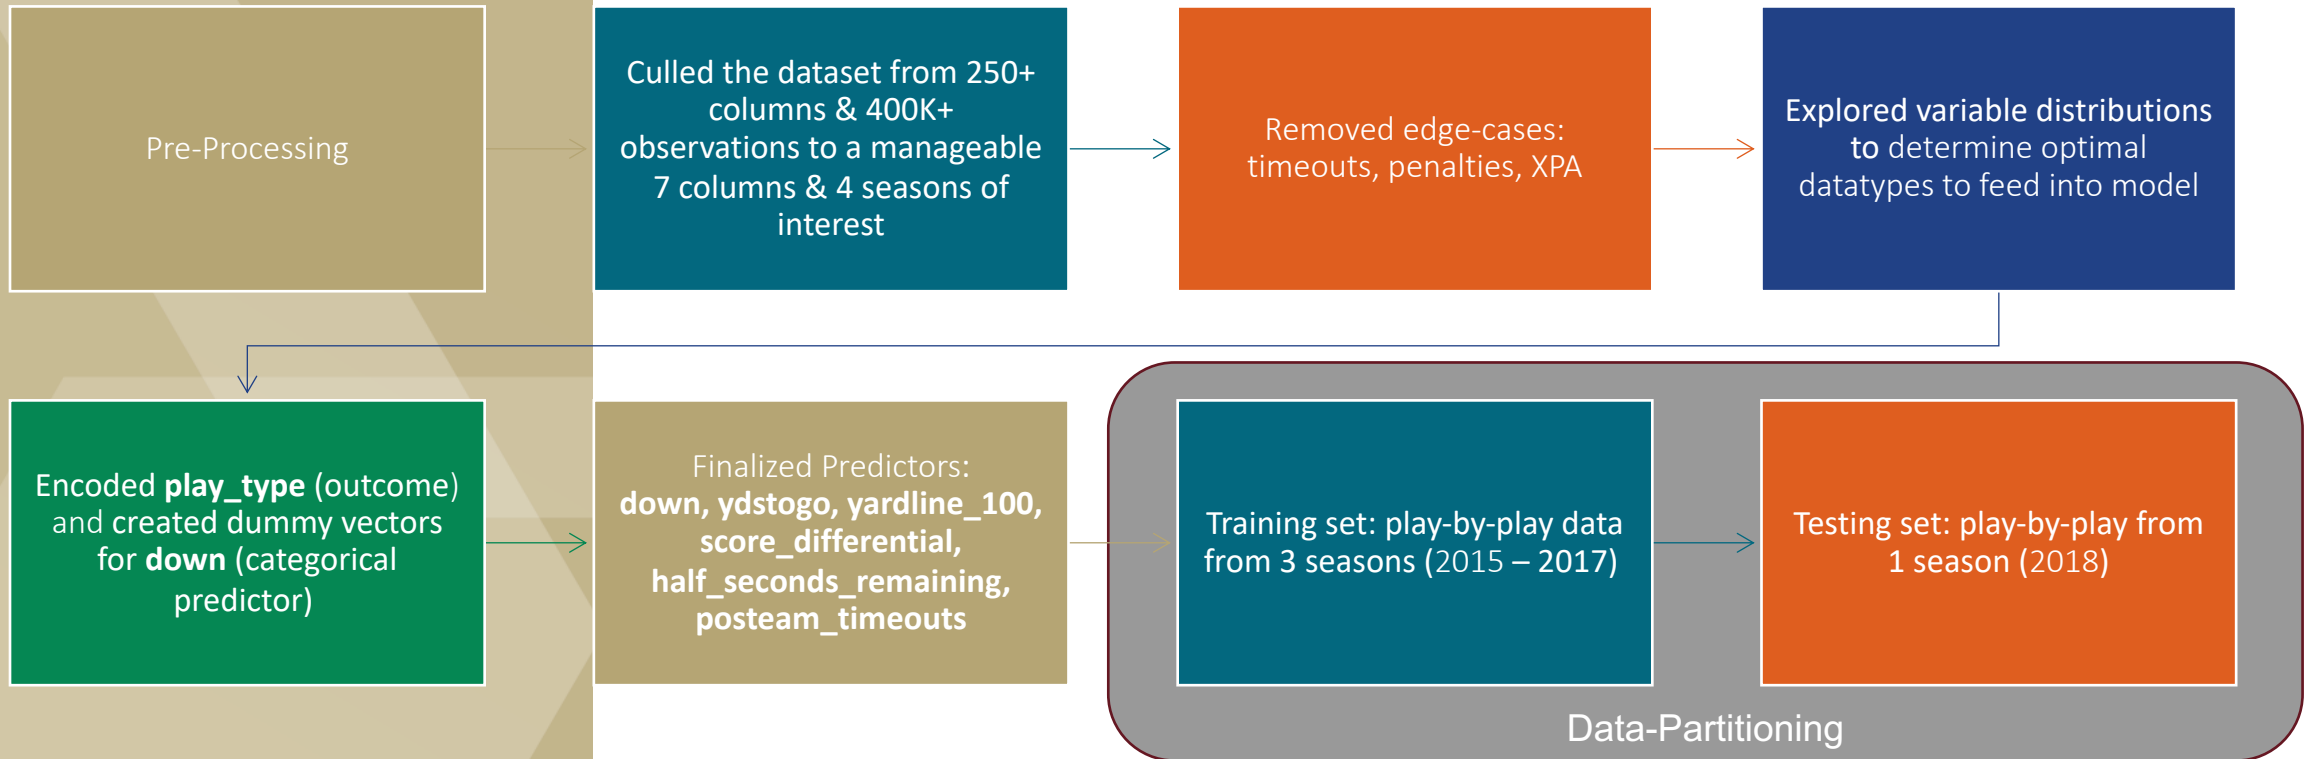 Pre-Processing
Culled the dataset from 250+
columns & 400K+
observations to a manageable
7 columns & 4 seasons of
interest
Removed edge-cases:
timeouts, penalties, XPA
Explored variable distributions
to determine optimal
datatypes to feed into model
Encoded play_type (outcome)
and created dummy vectors
for down (categorical
predictor)
Finalized Predictors:
down, ydstogo, yardline_100,
score_differential,
half_seconds_remaining,
posteam_timeouts
Training set: play-by-play data
from 3 seasons (2015 – 2017)
Testing set: play-by-play from
1 season (2018)
Data-Partitioning